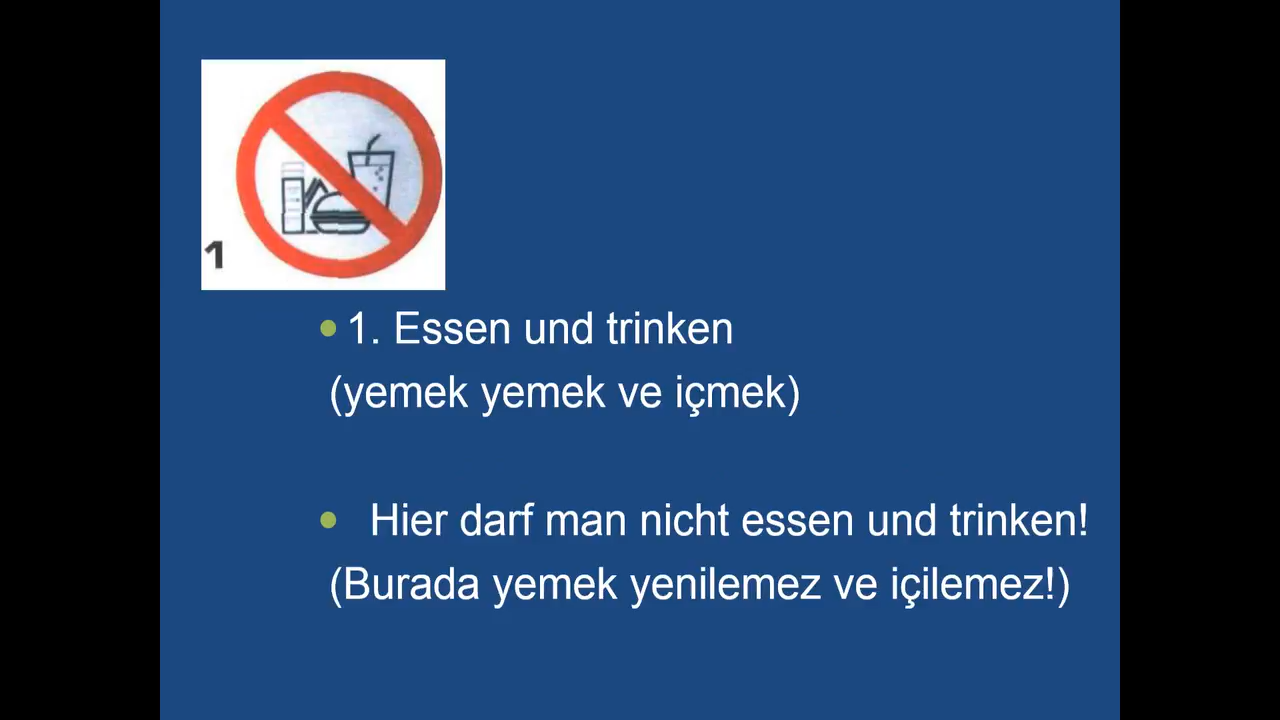 1
1. Essen und trinken
(yemek yemek ve içmek)
Hier darf man nicht essen und trinken!
(Burada yemek yenilemez ve içilemez!)